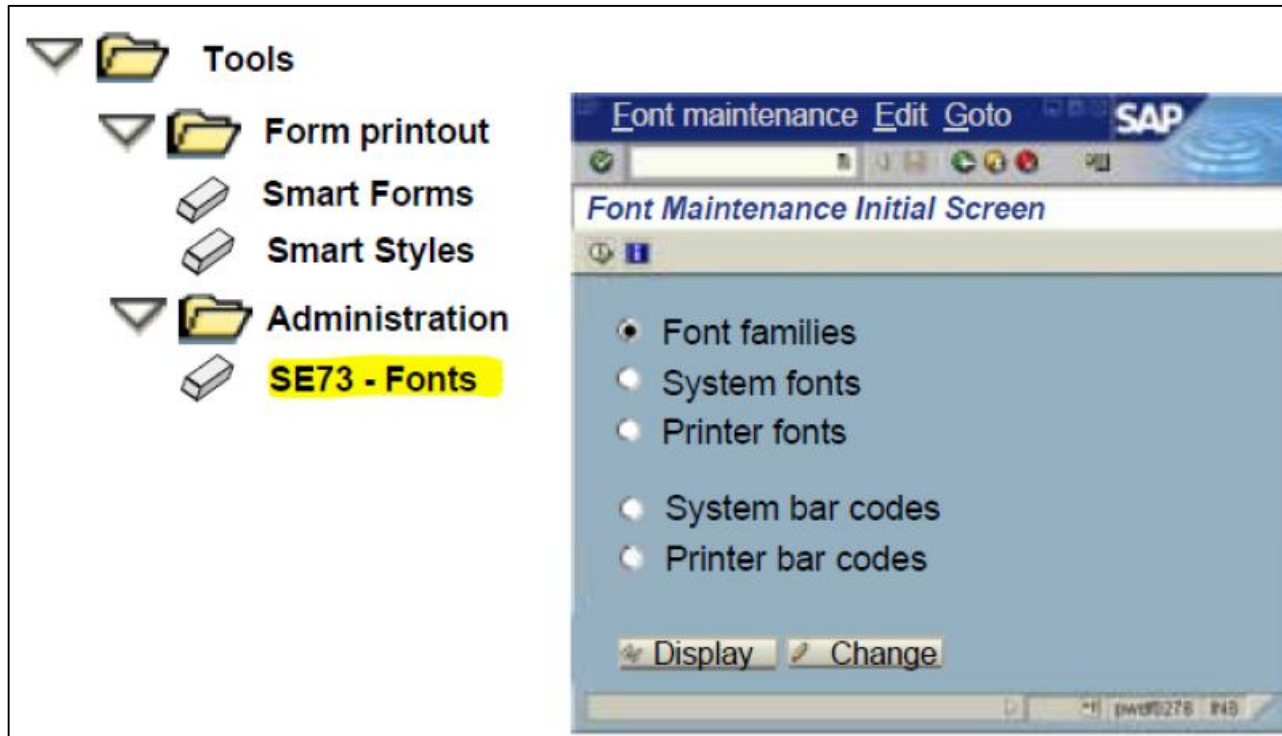 Tools
Form printout
Smart Forms
Smart Styles
Administration
SE73 - Fonts
Font maintenance Edit Goto
SAP
Font Maintenance Initial Screen
Font families
System fonts
Printer fonts
System bar codes
Printer bar codes
Display Change
INS